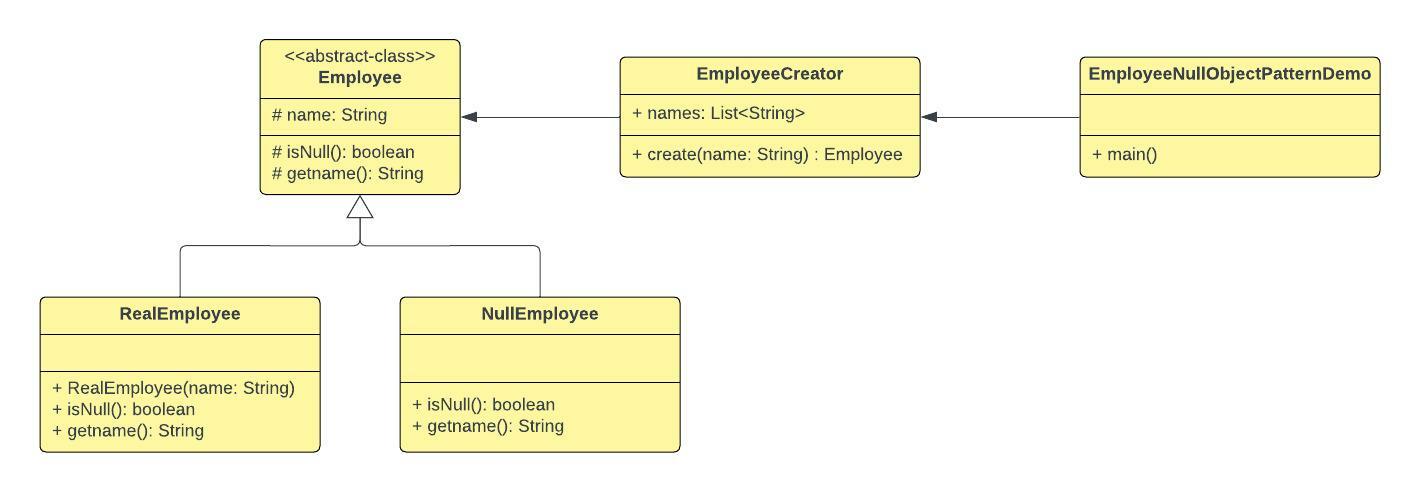 <<abstract-class>>
Employee
# name: String
# isNull(): boolean
# getname(): String
EmployeeCreator
+ names: List<String>
+ create(name: String) : Employee
EmployeeNullObjectPatternDemo
+ main()
RealEmployee
+ RealEmployee(name: String)
+ isNull(): boolean
+ getname(): String
NullEmployee
+ isNull(): boolean
+ getname(): String